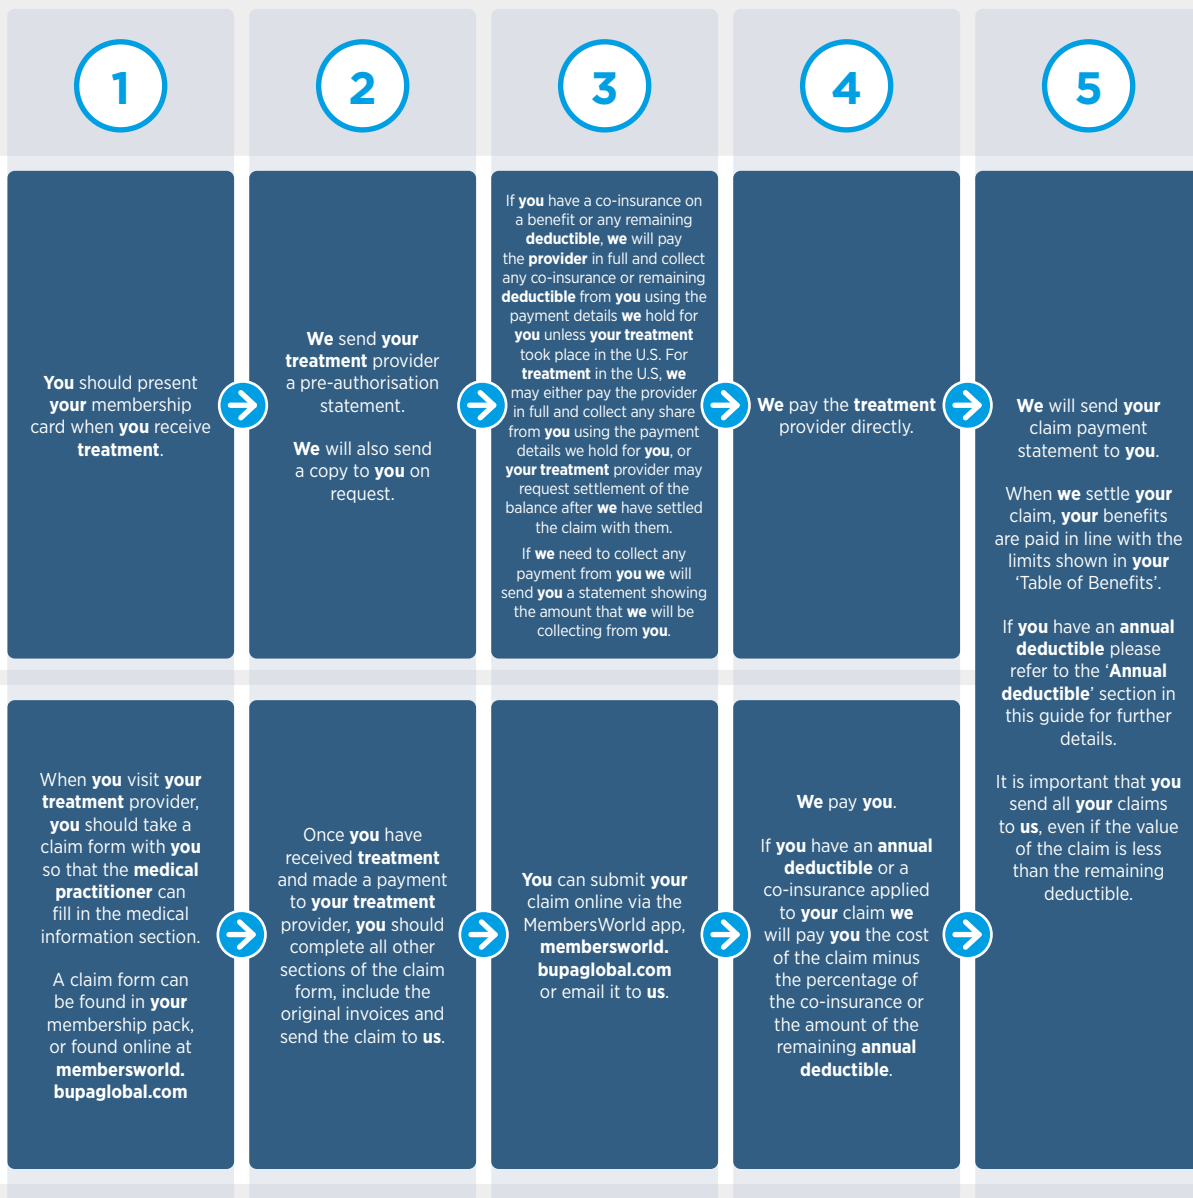 1
2
3
4
5
You should present
your membership
card when you receive
treatment.
We send your
treatment provider
a pre-authorisation
statement.
We will also send
a copy to you on
request.
If you have a co-insurance on
a benefit or any remaining
deductible, we will pay
the provider in full and collect
any co-insurance or remaining
deductible from you using the
payment details we hold for
you unless your treatment
took place in the U.S. For
treatment in the U.S, we
may either pay the provider
in full and collect any share
from you using the payment
details we hold for you, or
your treatment provider may
request settlement of the
balance after we have settled
the claim with them.
If we need to collect any
payment from you we will
send you a statement showing
the amount that we will be
collecting from you.
We pay the treatment
provider directly.
We will send your
claim payment
statement to you.
When we settle your
claim, your benefits
are paid in line with the
limits shown in your
‘Table of Benefits’.
If you have an annual
deductible please
refer to the ‘Annual
deductible’ section in
this guide for further
details.
It is important that you
send all your claims
to us, even if the value
of the claim is less
than the remaining
deductible.
When you visit your
treatment provider,
you should take a
claim form with you
so that the medical
practitioner can
fill in the medical
information section.
A claim form can
be found in your
membership pack,
or found online at
membersworld.
bupaglobal.com
Once you have
received treatment
and made a payment
to your treatment
provider, you should
complete all other
sections of the claim
form, include the
original invoices and
send the claim to us.
You can submit your
claim online via the
MembersWorld app,
membersworld.
bupaglobal.com
or email it to us.
We pay you.
If you have an annual
deductible or a
co-insurance applied
to your claim we
will pay you the cost
of the claim minus
the percentage of
the co-insurance or
the amount of the
remaining annual
deductible.